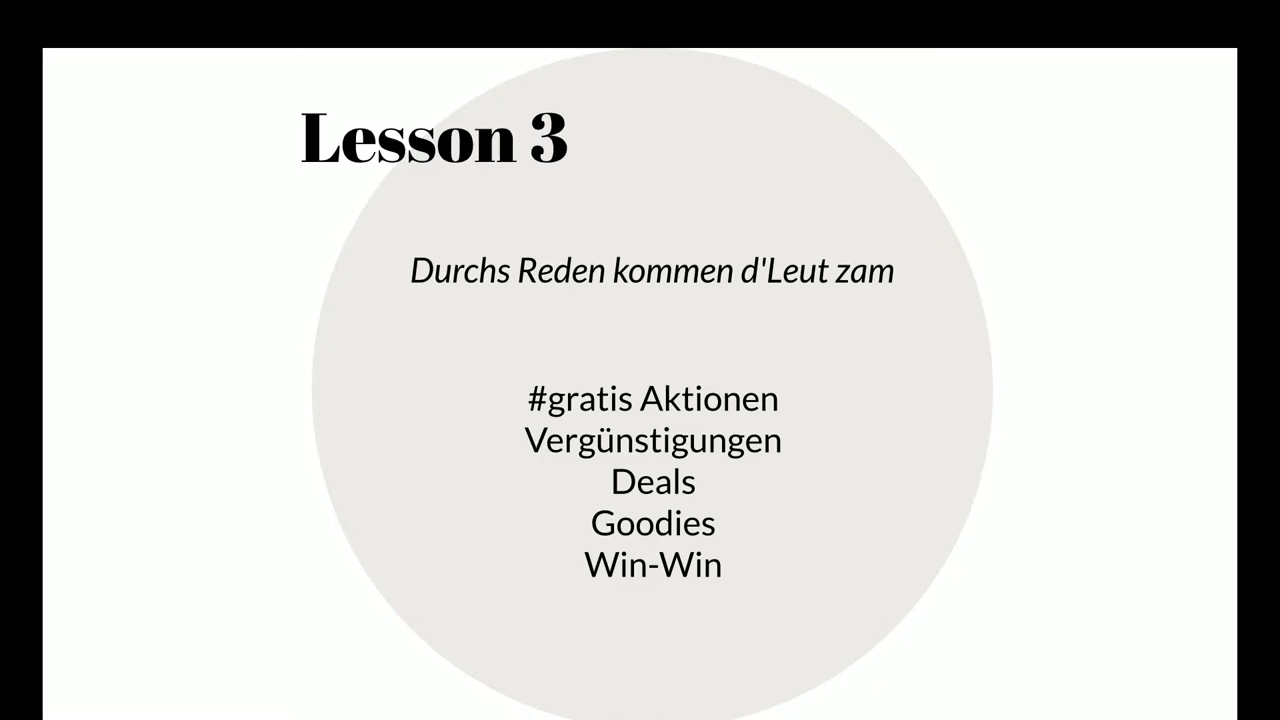 Lesson 3
Durchs Reden kommen d'Leut zam
#gratis Aktionen
Vergünstigungen
Deals
Goodies
Win-Win